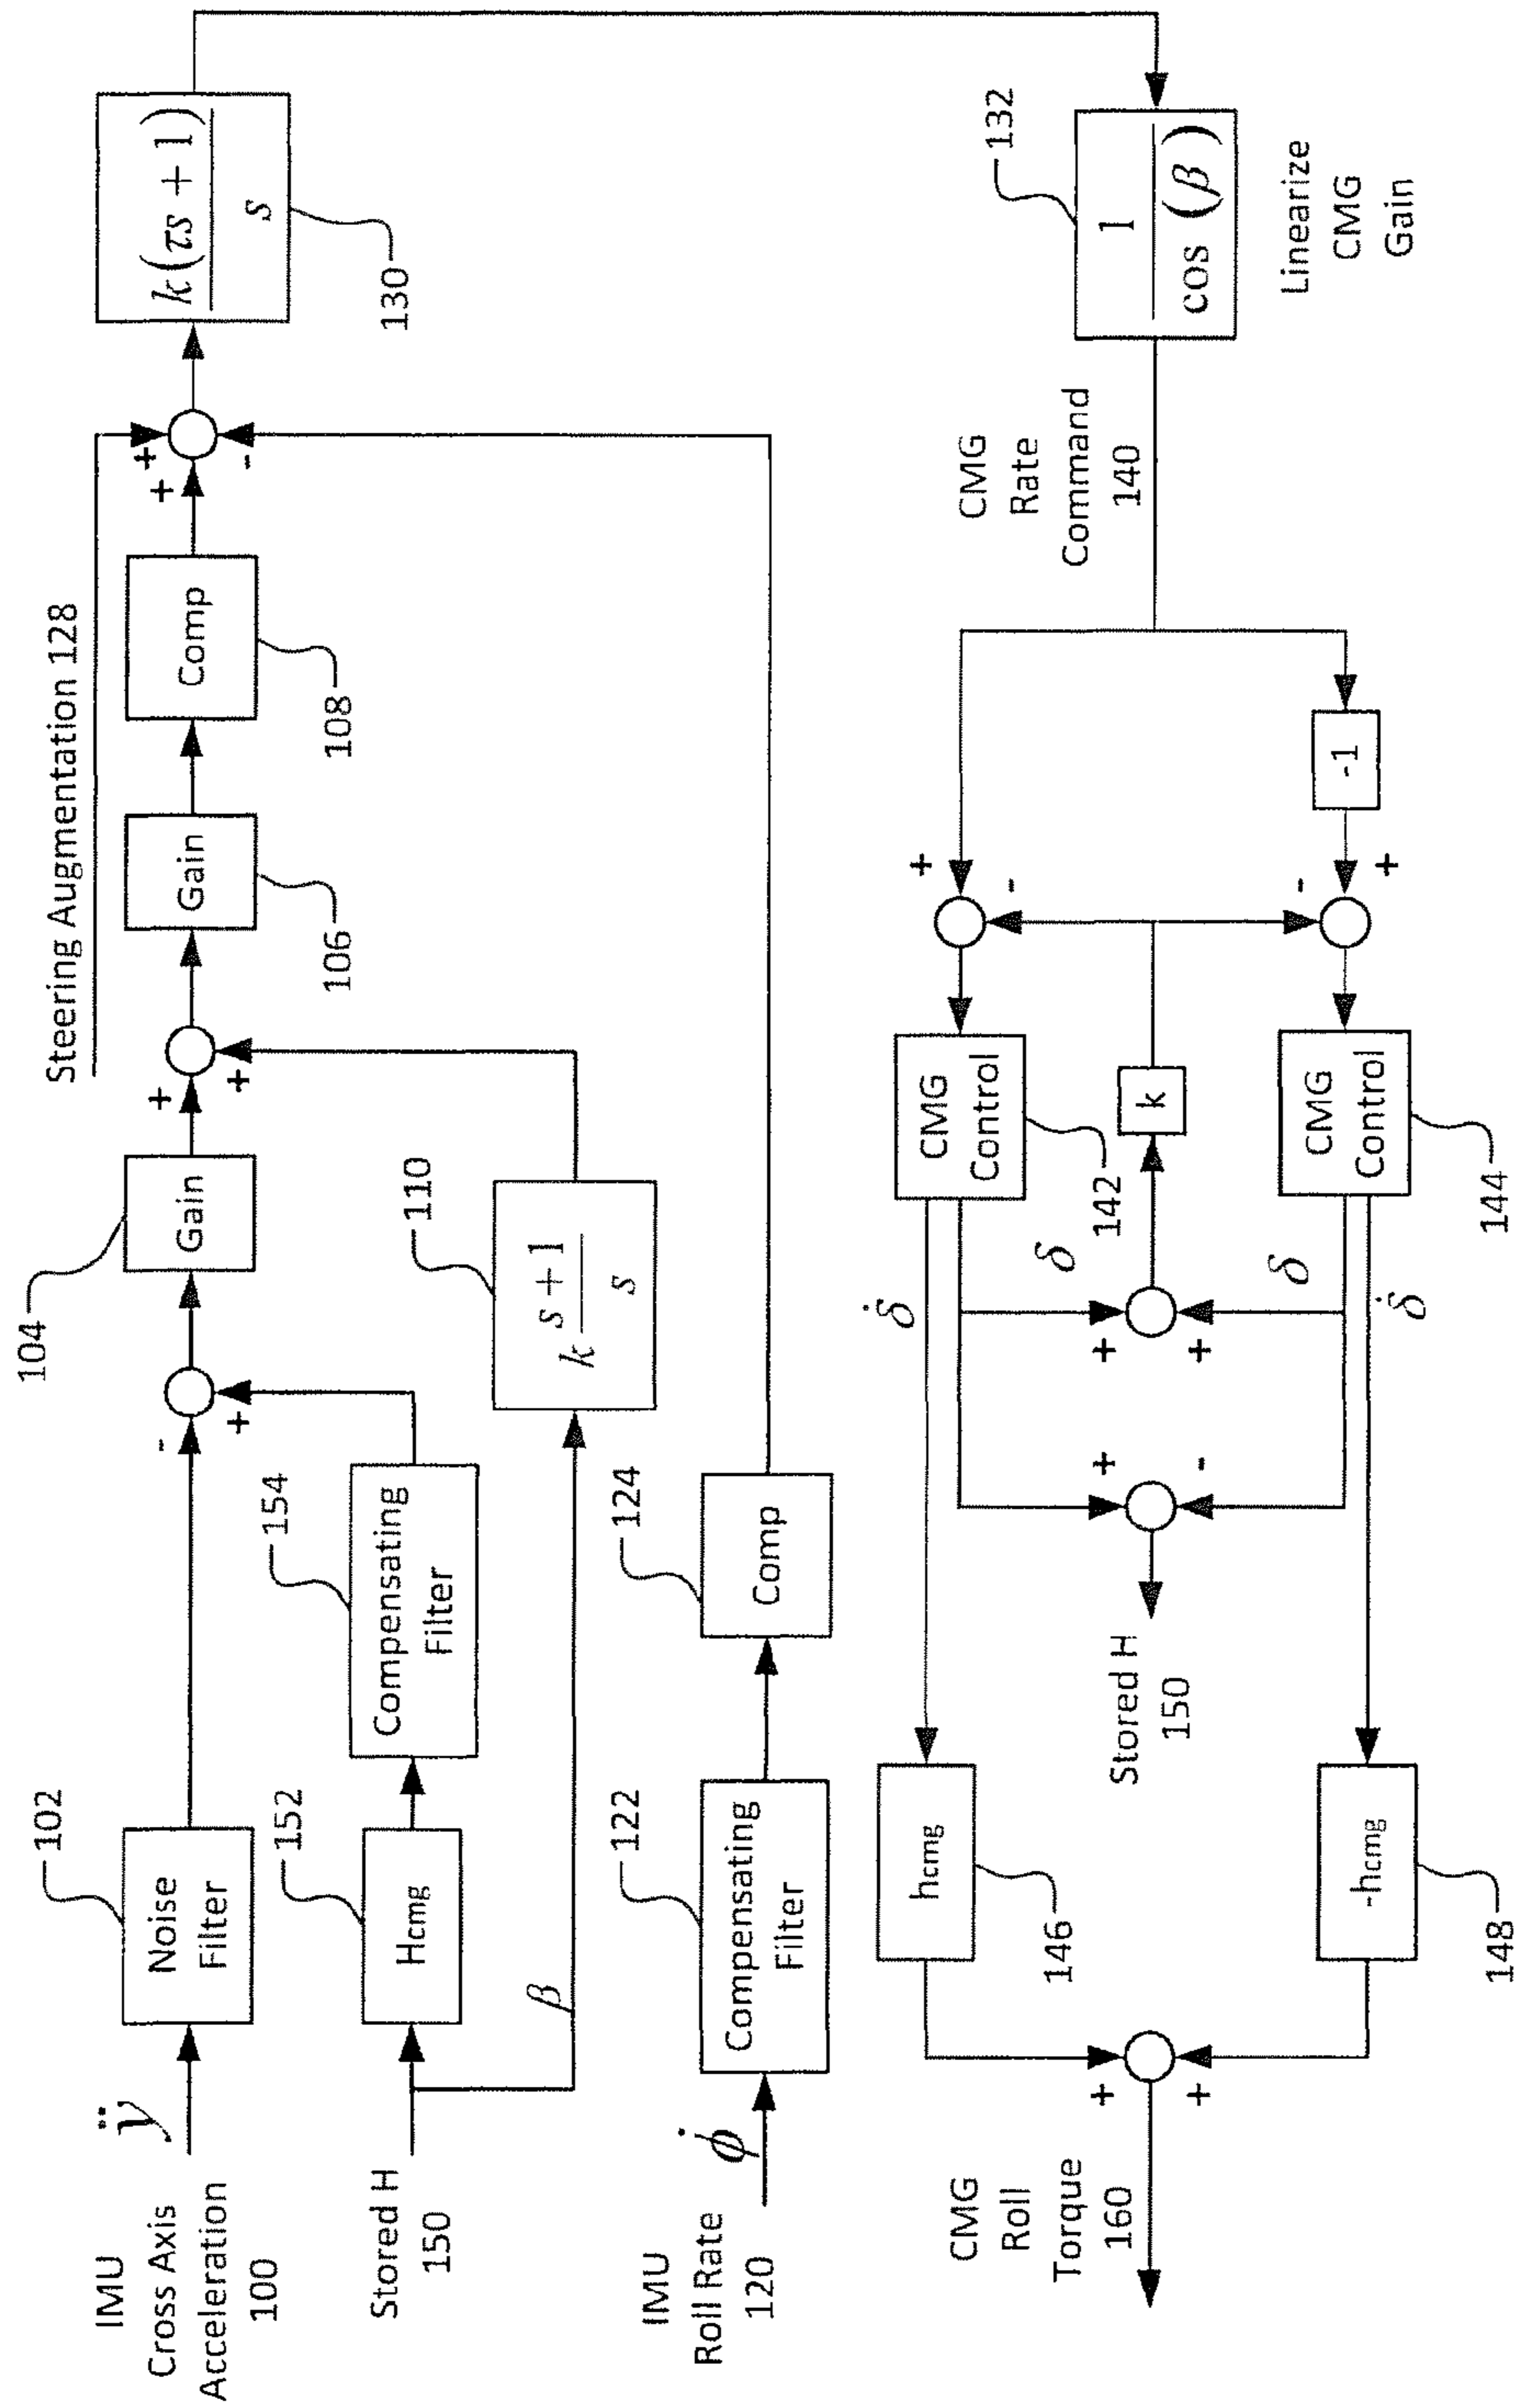 IMU
Cross Axis
Acceleration
100
ÿ
Noise
Filter
102
-
+
104
Gain
+
+
Steering Augmentation 128
Gain
106
Comp
108
+
+
-
k(τs + 1)
s
130
Stored H
150
Hcmg
152
Compensating
Filter
154
β
110
k
s + 1
s
IMU
Roll Rate
120
ϕ̇
Compensating
Filter
122
Comp
124
CMG
Roll
Torque
160
+
+
hcmg
146
-hcmg
148
Stored H
150
+
-
δ̇
δ
δ
δ̇
+
+
CMG
Control
142
k
CMG
Control
144
+
-
-
+
-1
CMG
Rate
Command
140
1
cos (β)
132
Linearize
CMG
Gain